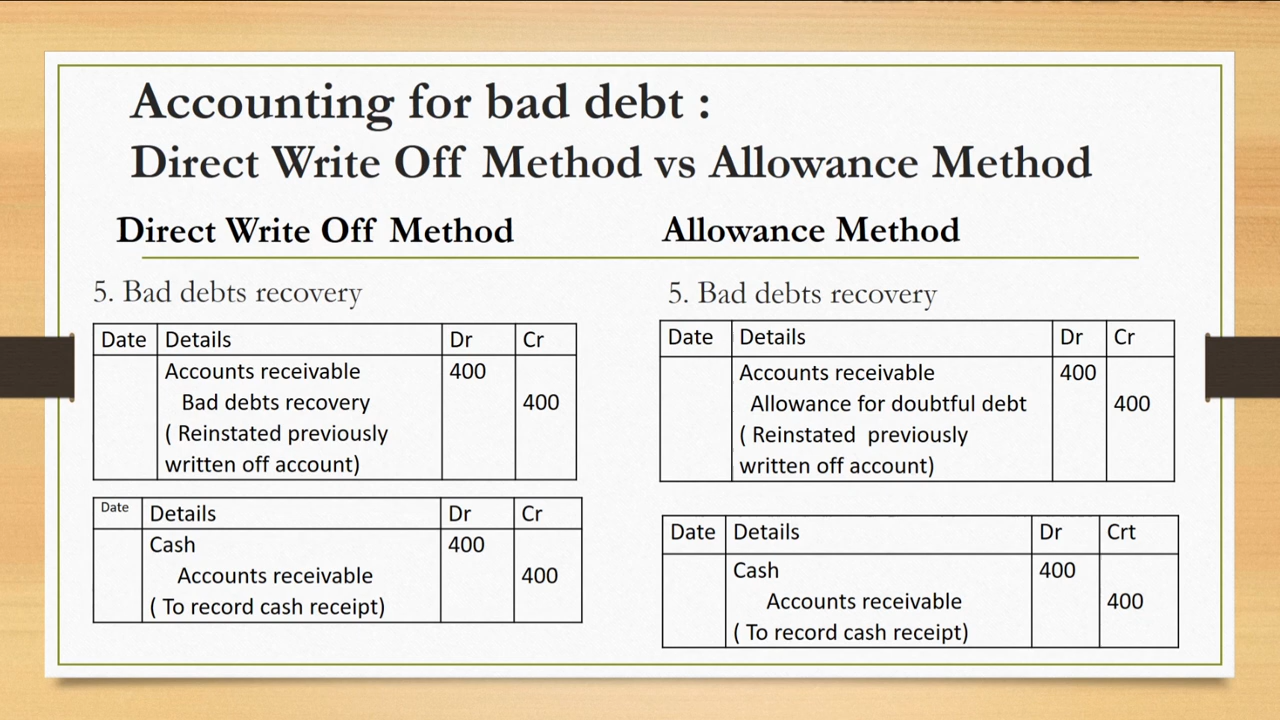 Accounting for bad debt :
Direct Write Off Method vs Allowance Method
Direct Write Off Method
5. Bad debts recovery
Date Details Dr Cr
Accounts receivable 400
Bad debts recovery 400
( Reinstated previously
written off account)
Date Details Dr Cr
Cash 400
Accounts receivable 400
( To record cash receipt)
Allowance Method
5. Bad debts recovery
Date Details Dr Cr
Accounts receivable 400
Allowance for doubtful debt 400
( Reinstated previously
written off account)
Date Details Dr Crt
Cash 400
Accounts receivable 400
( To record cash receipt)